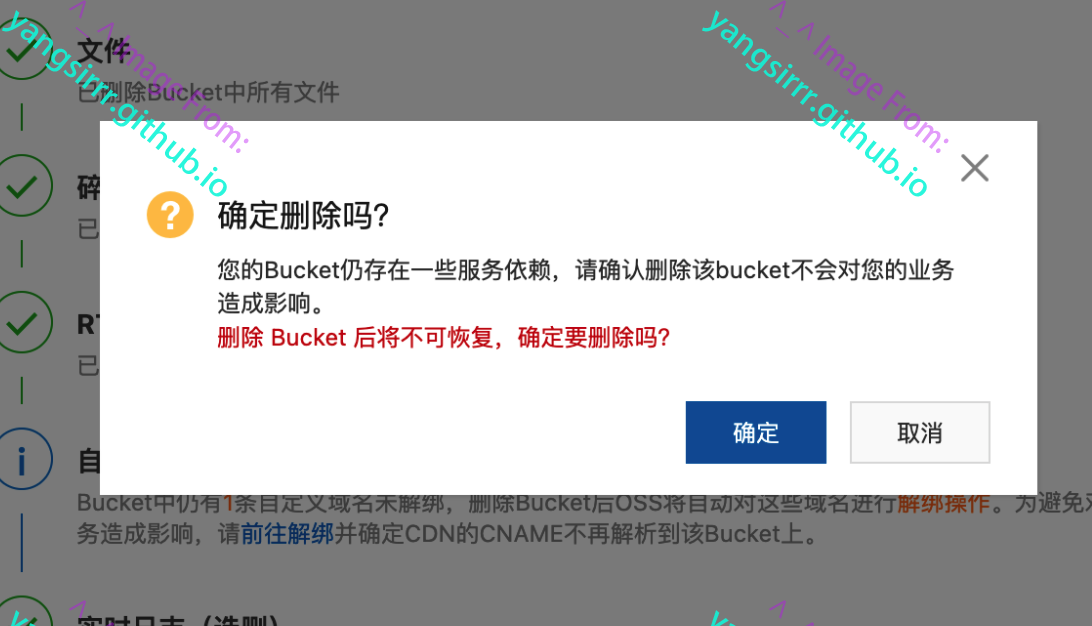 文件
已删除Bucket中所有文件
^_^ Image From:
yangsirrr.github.io
^_^ Image From:
yangsirrr.github.io
碎
已
确定删除吗?
您的Bucket仍存在一些服务依赖，请确认删除该bucket不会对您的业务
造成影响。
删除 Bucket 后将不可恢复，确定要删除吗?
RT
已
确定
取消
自
Bucket中仍有1条自定义域名未解绑，删除Bucket后OSS将自动对这些域名进行解绑操作。为避免对
务造成影响，请前往解绑并确定CDN的CNAME不再解析到该Bucket上。
实时日志（选删）